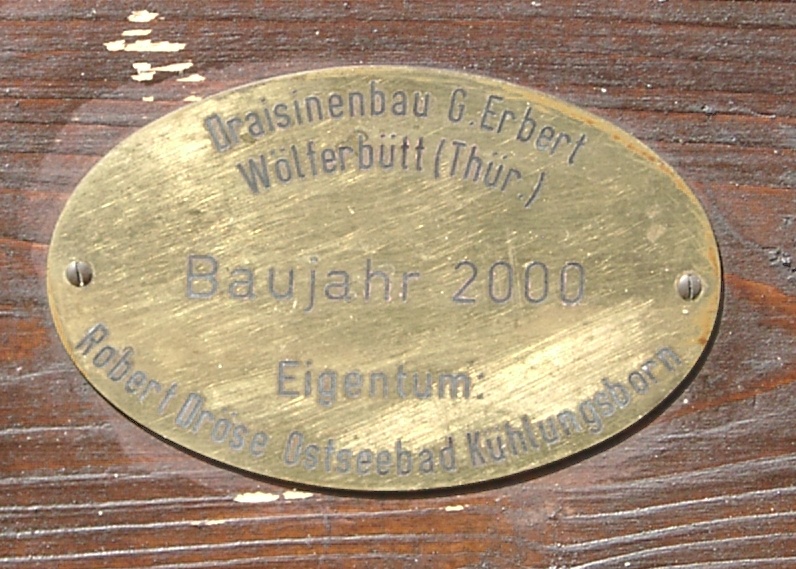 Draisinenbau G. Erbert
Wölferbütt (Thür.)
Baujahr 2000
Eigentum:
Robert Dröse Ostseebad Kühlungsborn